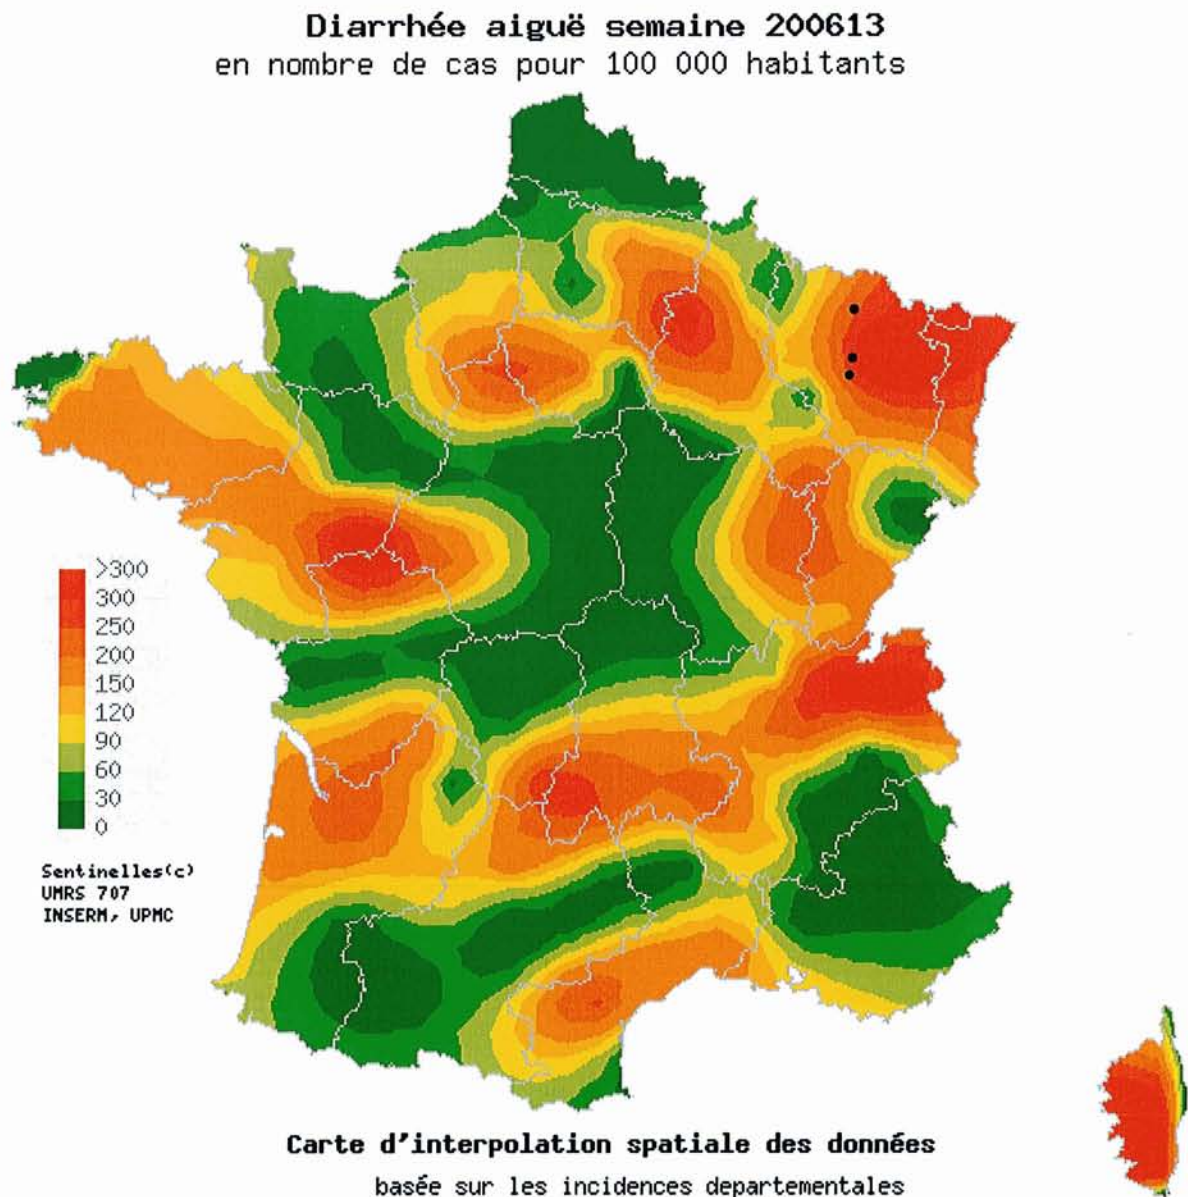 Diarrhée aiguë semaine 200613
en nombre de cas pour 100 000 habitants
>300
300
250
200
150
120
90
60
30
0
Sentinelles(c)
UMRS 707
INSERM, UPMC
Carte d'interpolation spatiale des données
basée sur les incidences departementales